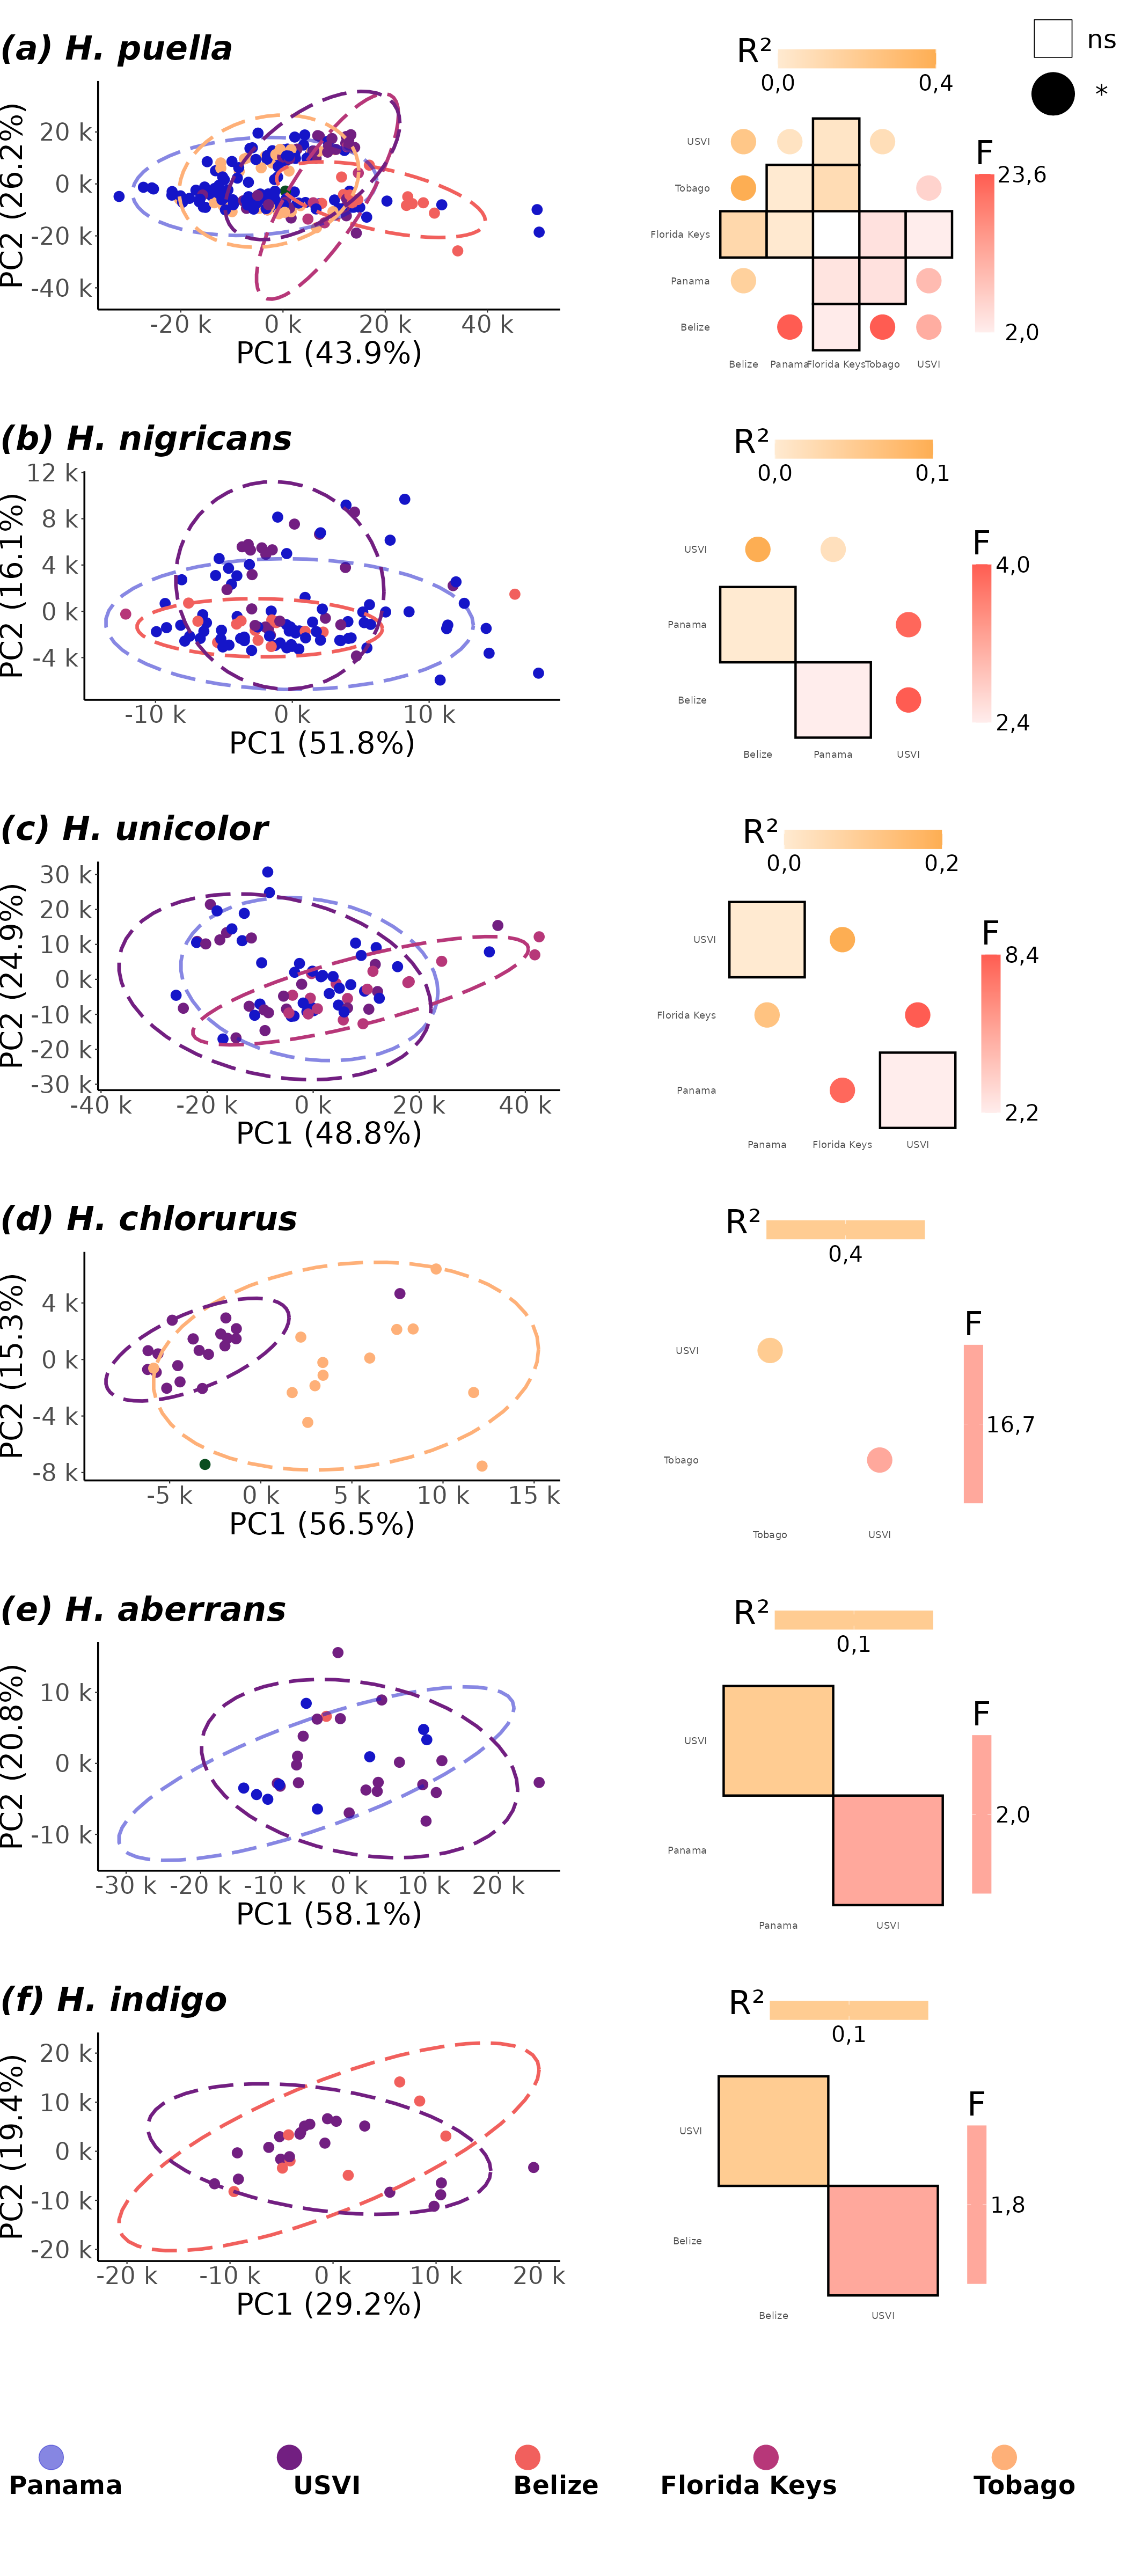 (a) H. puella
R²
0,0 0,4
ns
*
PC2 (26.2%)
20 k
0 k
-20 k
-40 k
-20 k 0 k 20 k 40 k
PC1 (43.9%)
USVI
Tobago
Florida Keys
Panama
Belize
Belize Panama Florida Keys Tobago USVI
F
23,6
2,0
(b) H. nigricans
R²
0,0 0,1
PC2 (16.1%)
12 k
8 k
4 k
0 k
-4 k
-10 k 0 k 10 k
PC1 (51.8%)
USVI
Panama
Belize
Belize Panama USVI
F
4,0
2,4
(c) H. unicolor
R²
0,0 0,2
PC2 (24.9%)
30 k
20 k
10 k
0 k
-10 k
-20 k
-30 k
-40 k -20 k 0 k 20 k 40 k
PC1 (48.8%)
USVI
Florida Keys
Panama
Panama Florida Keys USVI
F
8,4
2,2
(d) H. chlorurus
R²
0,4
PC2 (15.3%)
4 k
0 k
-4 k
-8 k
-5 k 0 k 5 k 10 k 15 k
PC1 (56.5%)
USVI
Tobago
Tobago USVI
F
16,7
(e) H. aberrans
R²
0,1
PC2 (20.8%)
10 k
0 k
-10 k
-30 k -20 k -10 k 0 k 10 k 20 k
PC1 (58.1%)
USVI
Panama
Panama USVI
F
2,0
(f) H. indigo
R²
0,1
PC2 (19.4%)
20 k
10 k
0 k
-10 k
-20 k
-20 k -10 k 0 k 10 k 20 k
PC1 (29.2%)
USVI
Belize
Belize USVI
F
1,8
Panama USVI Belize Florida Keys Tobago